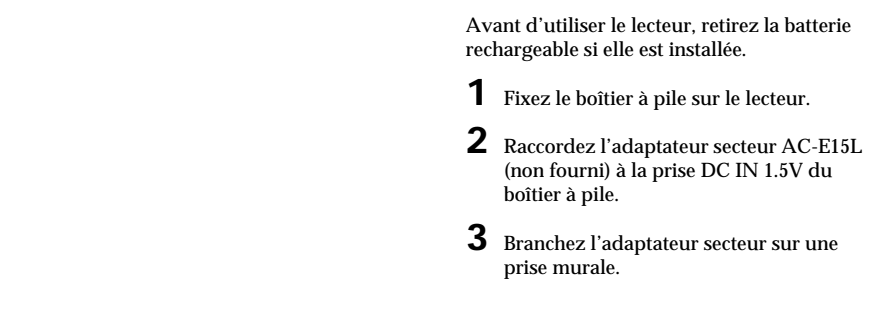 Avant d’utiliser le lecteur, retirez la batterie
rechargeable si elle est installée.
1 Fixez le boîtier à pile sur le lecteur.
2 Raccordez l’adaptateur secteur AC-E15L
(non fourni) à la prise DC IN 1.5V du
boîtier à pile.
3 Branchez l’adaptateur secteur sur une
prise murale.